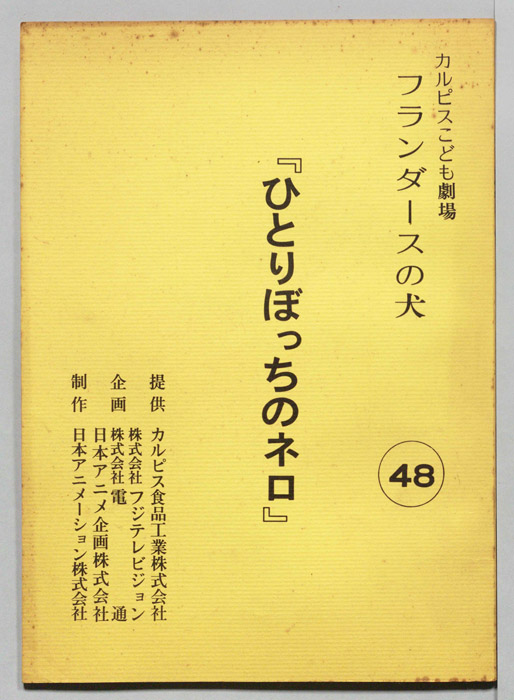 カルピスこども劇場
フランダースの犬
48
『ひとりぼっちのネロ』
提供 カルピス食品工業株式会社
企画 株式会社フジテレビジョン
株式会社電通
日本アニメ企画株式会社
制作 日本アニメーション株式会社